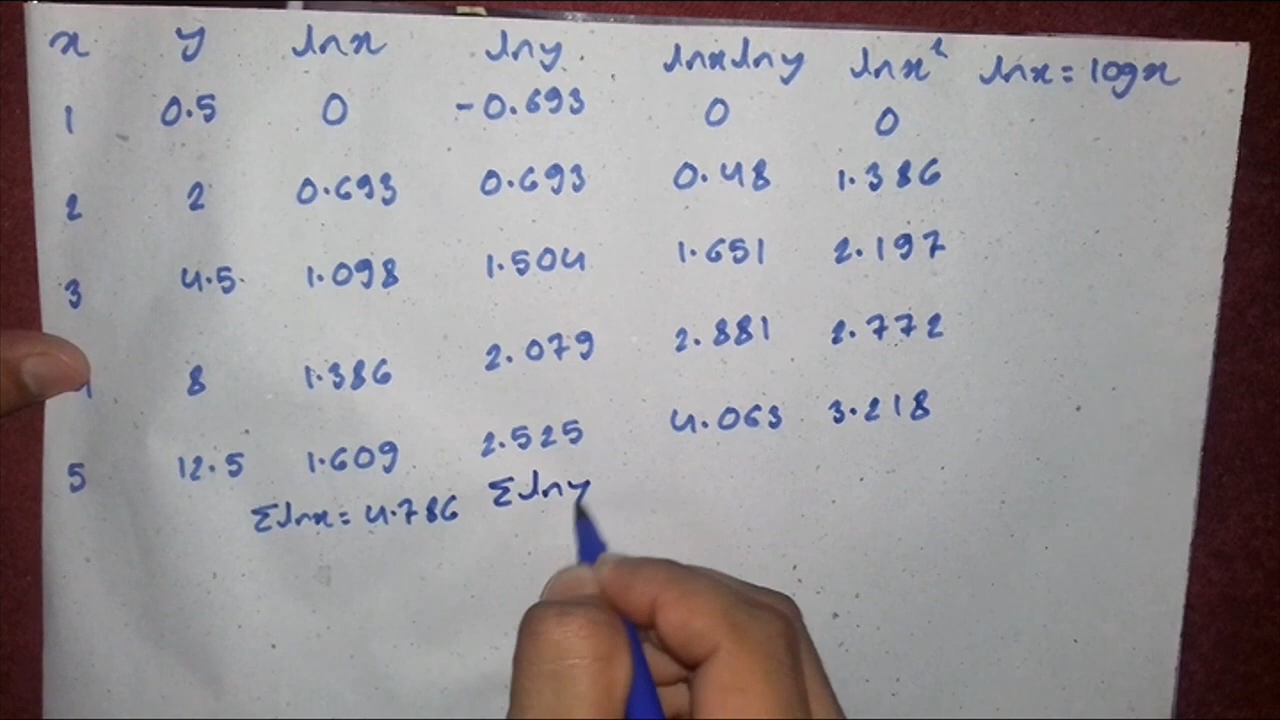 x y lnx lny lnxlny lnx² lnx = logx
1 0.5 0 -0.693 0 0
2 2 0.693 0.693 0.48 1.386
3 4.5 1.098 1.504 1.651 2.197
8 1.386 2.079 2.881 2.772
5 12.5 1.609 2.525 4.063 3.218
Σlnx = 4.786 Σlny